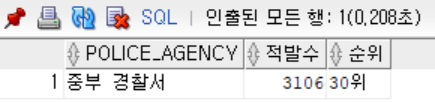 SQL | 인출된 모든 행: 1(0,208초)
POLICE_AGENCY 적발수 순위
1 중부 경찰서 3106 30위